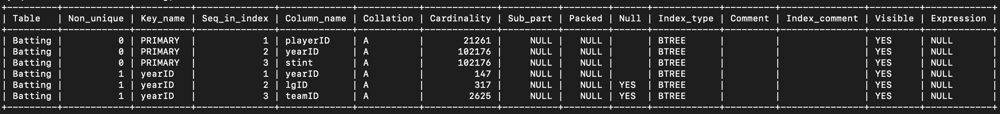 +---------+------------+----------+--------------+-------------+-----------+-------------+----------+--------+------+------------+---------+---------------+---------+------------+
| Table   | Non_unique | Key_name | Seq_in_index | Column_name | Collation | Cardinality | Sub_part | Packed | Null | Index_type | Comment | Index_comment | Visible | Expression |
+---------+------------+----------+--------------+-------------+-----------+-------------+----------+--------+------+------------+---------+---------------+---------+------------+
| Batting |          0 | PRIMARY  |            1 | playerID    | A         |       21261 |     NULL |   NULL |      | BTREE      |         |               | YES     | NULL       |
| Batting |          0 | PRIMARY  |            2 | yearID      | A         |      102176 |     NULL |   NULL |      | BTREE      |         |               | YES     | NULL       |
| Batting |          0 | PRIMARY  |            3 | stint       | A         |      102176 |     NULL |   NULL |      | BTREE      |         |               | YES     | NULL       |
| Batting |          1 | yearID   |            1 | yearID      | A         |         147 |     NULL |   NULL |      | BTREE      |         |               | YES     | NULL       |
| Batting |          1 | yearID   |            2 | lgID        | A         |         317 |     NULL |   NULL | YES  | BTREE      |         |               | YES     | NULL       |
| Batting |          1 | yearID   |            3 | teamID      | A         |        2625 |     NULL |   NULL | YES  | BTREE      |         |               | YES     | NULL       |
+---------+------------+----------+--------------+-------------+-----------+-------------+----------+--------+------+------------+---------+---------------+---------+------------+